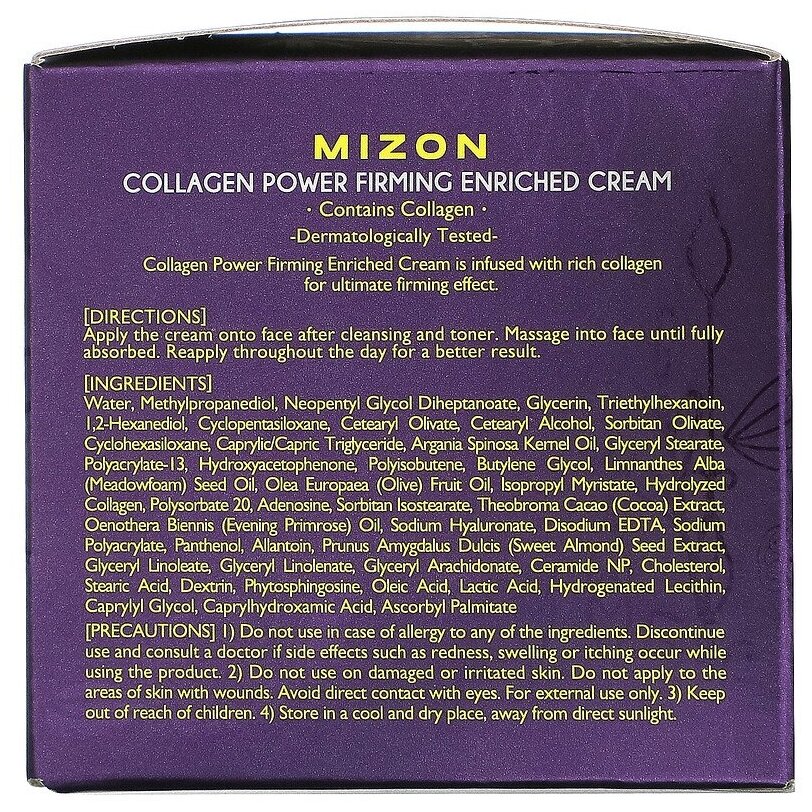 MIZON
COLLAGEN POWER FIRMING ENRICHED CREAM
· Contains Collagen ·
-Dermatologically Tested-
Collagen Power Firming Enriched Cream is infused with rich collagen
for ultimate firming effect.
[DIRECTIONS]
Apply the cream onto face after cleansing and toner. Massage into face until fully
absorbed. Reapply throughout the day for a better result.
[INGREDIENTS]
Water, Methylpropanediol, Neopentyl Glycol Diheptanoate, Glycerin, Triethylhexanoin,
1,2-Hexanediol, Cyclopentasiloxane, Cetearyl Olivate, Cetearyl Alcohol, Sorbitan Olivate,
Cyclohexasiloxane, Caprylic/Capric Triglyceride, Argania Spinosa Kernel Oil, Glyceryl Stearate,
Polyacrylate-13, Hydroxyacetophenone, Polyisobutene, Butylene Glycol, Limnanthes Alba
(Meadowfoam) Seed Oil, Olea Europaea (Olive) Fruit Oil, Isopropyl Myristate, Hydrolyzed
Collagen, Polysorbate 20, Adenosine, Sorbitan Isostearate, Theobroma Cacao (Cocoa) Extract,
Oenothera Biennis (Evening Primrose) Oil, Sodium Hyaluronate, Disodium EDTA, Sodium
Polyacrylate, Panthenol, Allantoin, Prunus Amygdalus Dulcis (Sweet Almond) Seed Extract,
Glyceryl Linoleate, Glyceryl Linolenate, Glyceryl Arachidonate, Ceramide NP, Cholesterol,
Stearic Acid, Dextrin, Phytosphingosine, Oleic Acid, Lactic Acid, Hydrogenated Lecithin,
Caprylyl Glycol, Caprylhydroxamic Acid, Ascorbyl Palmitate
[PRECAUTIONS] 1) Do not use in case of allergy to any of the ingredients. Discontinue
use and consult a doctor if side effects such as redness, swelling or itching occur while
using the product. 2) Do not use on damaged or irritated skin. Do not apply to the
areas of skin with wounds. Avoid direct contact with eyes. For external use only. 3) Keep
out of reach of children. 4) Store in a cool and dry place, away from direct sunlight.